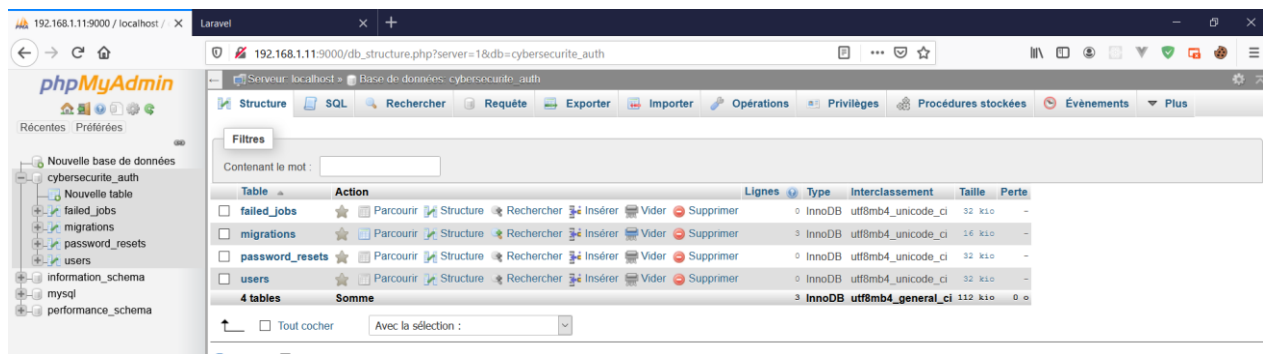 192.168.1.11:9000 / localhost / Laravel
192.168.1.11:9000/db_structure.php?server=1&db=cybersecurite_auth
phpMyAdmin
Récentes Préférées
Nouvelle base de données
cybersecurite_auth
Nouvelle table
failed_jobs
migrations
password_resets
users
information_schema
mysql
performance_schema
Serveur: localhost » Base de données: cybersecurite_auth
Structure SQL Rechercher Requête Exporter Importer Opérations Privilèges Procédures stockées Évènements Plus
Filtres
Contenant le mot :
Table Action Lignes Type Interclassement Taille Perte
failed_jobs Parcourir Structure Rechercher Insérer Vider Supprimer 0 InnoDB utf8mb4_unicode_ci 32 kio -
migrations Parcourir Structure Rechercher Insérer Vider Supprimer 3 InnoDB utf8mb4_unicode_ci 16 kio -
password_resets Parcourir Structure Rechercher Insérer Vider Supprimer 0 InnoDB utf8mb4_unicode_ci 32 kio -
users Parcourir Structure Rechercher Insérer Vider Supprimer 0 InnoDB utf8mb4_unicode_ci 32 kio -
4 tables Somme 3 InnoDB utf8mb4_general_ci 112 kio 0 o
Tout cocher Avec la sélection :